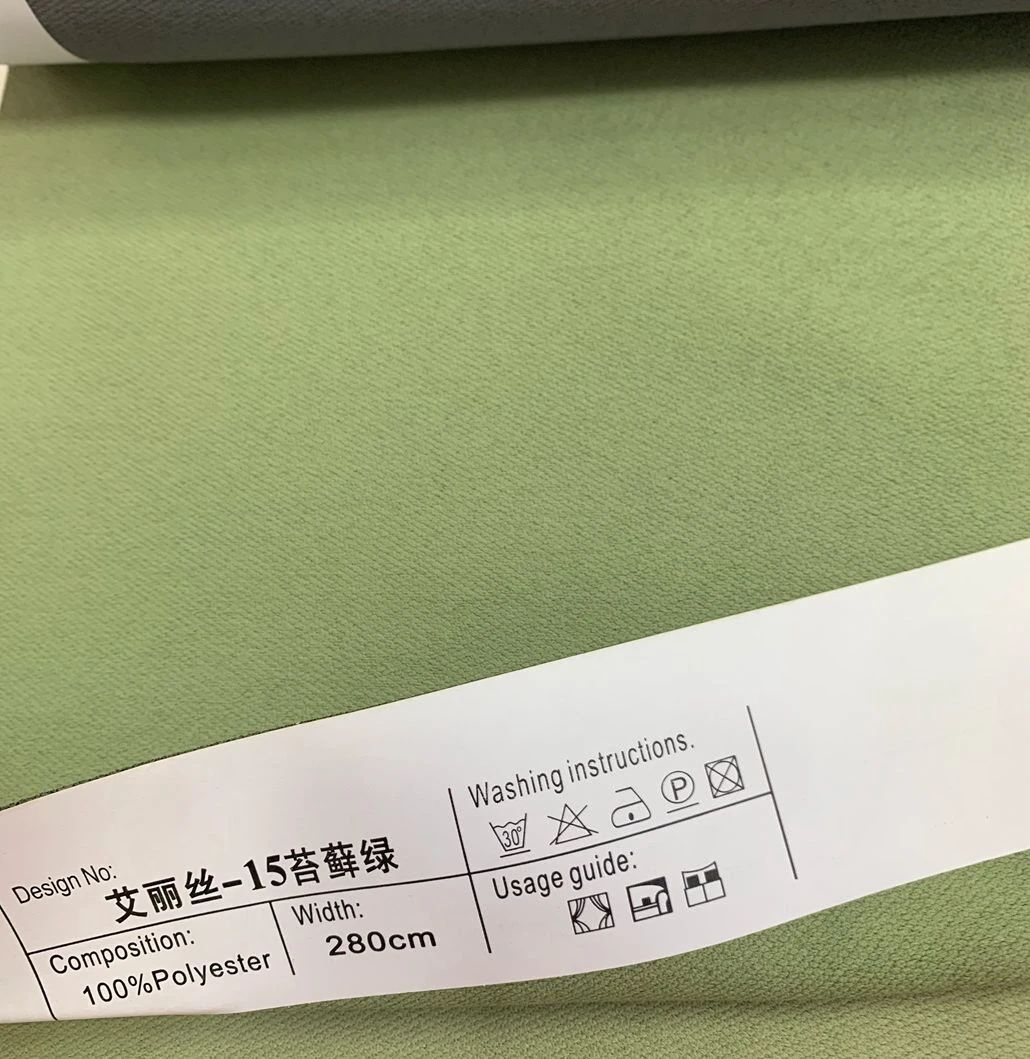 Design No:
艾丽丝-15苔藓绿
Composition:
100%Polyester
Width:
280cm
Washing instructions.
30°
P
Usage guide: